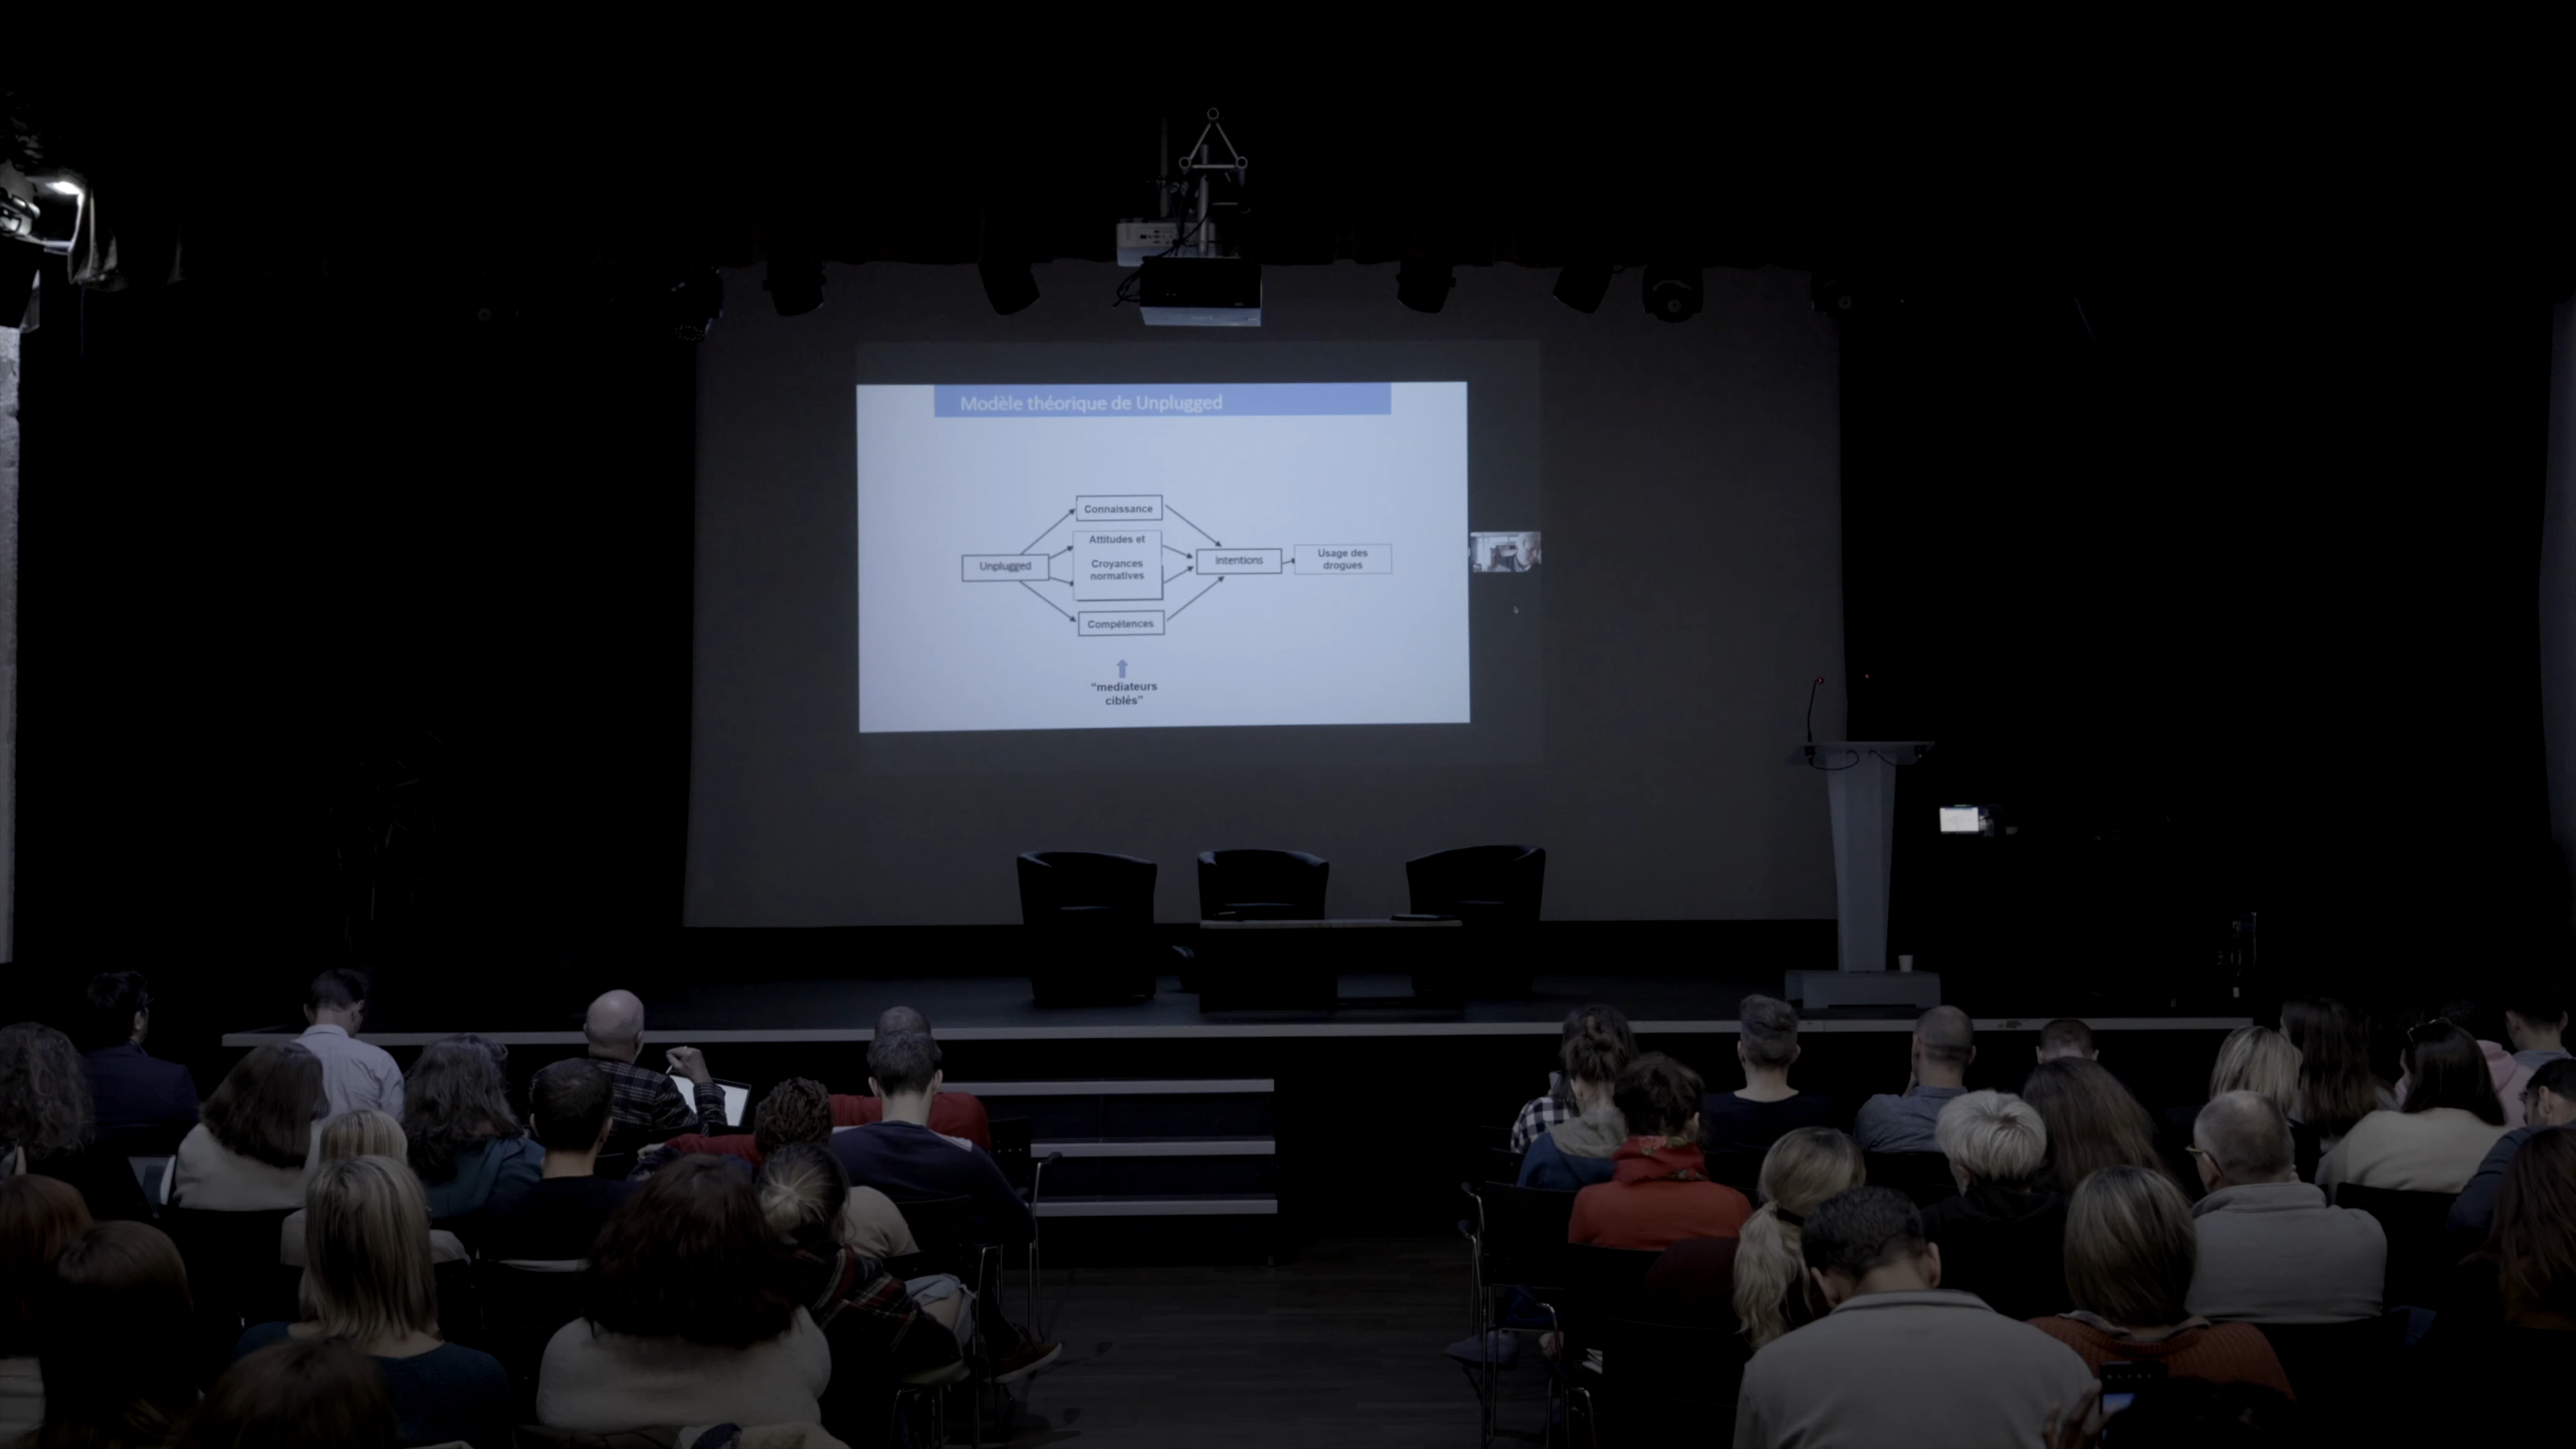 Modèle théorique de Unplugged
Connaissance
Attitudes et
Croyances
normatives
Unplugged
Intentions
Usage des
drogues
Compétences
"mediateurs
ciblés"